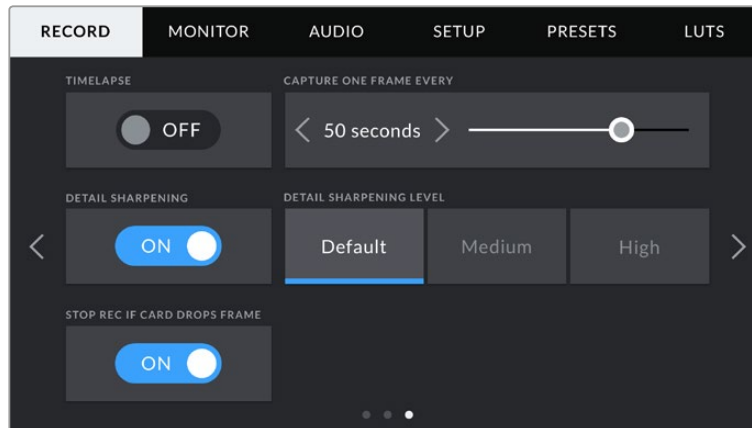 RECORD MONITOR AUDIO SETUP PRESETS LUTS
TIMELAPSE CAPTURE ONE FRAME EVERY
OFF 50 seconds
DETAIL SHARPENING DETAIL SHARPENING LEVEL
ON Default Medium High
STOP REC IF CARD DROPS FRAME
ON